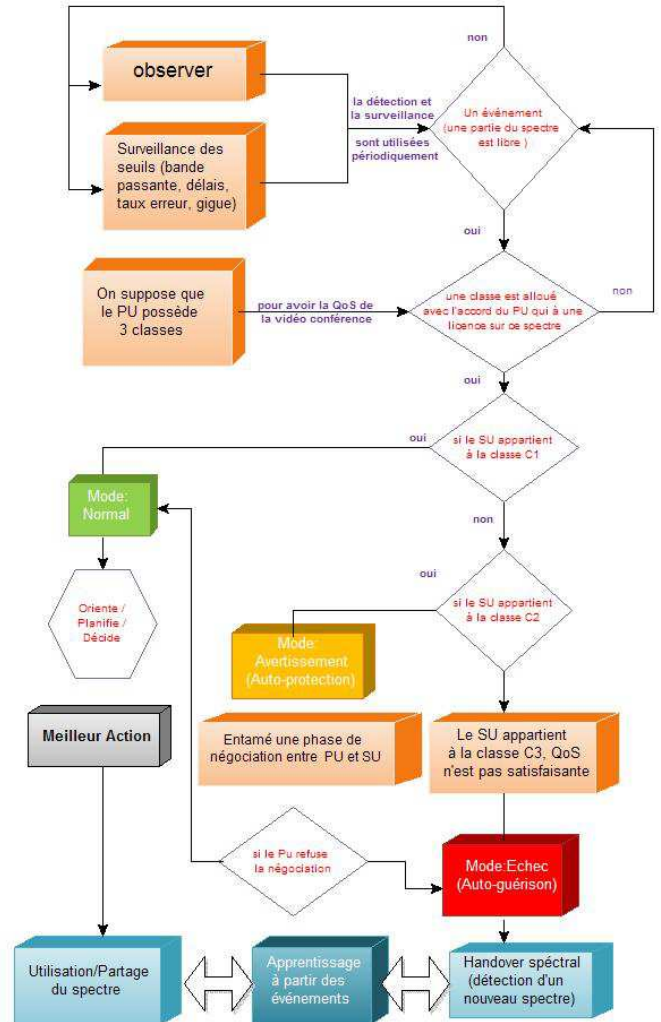 non
observer
la détection et
la surveillance
sont utilisées
périodiquement
Un événement
(une partie du spectre
est libre )
Surveillance des
seuils (bande
passante, délais,
taux erreur, gigue)
oui
On suppose que
le PU possède
3 classes
pour avoir la QoS de
la vidéo conférence
une classe est alloué
avec l'accord du PU qui à une
licence sur ce spectre
non
oui
oui
si le SU appartient
à la classe C1
Mode:
Normal
non
oui
Oriente /
Planifie /
Décide
si le SU appartient
à la classe C2
Mode:
Avertissement
(Auto-protection)
Meilleur Action
Entamé une phase de
négociation entre PU et SU
Le SU appartient
à la classe C3, QoS
n'est pas satisfaisante
si le Pu refuse
la négociation
Mode:Echec
(Auto-guérison)
Utilisation/Partage
du spectre
Apprentissage
à partir des
événements
Handover spéctral
(détection d'un
nouveau spectre)